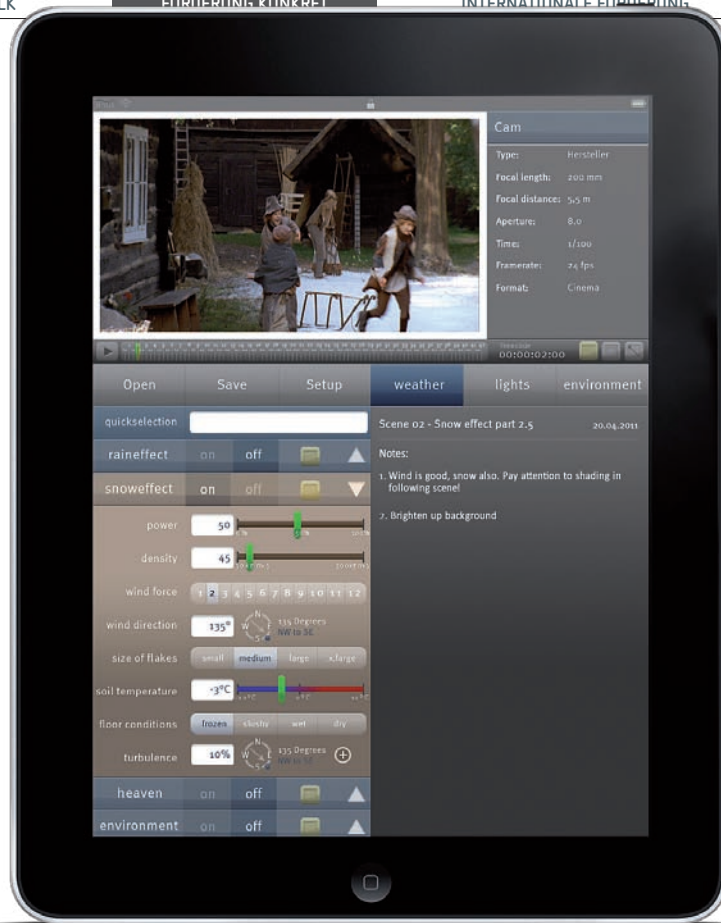 LK FÖRDERUNG KONKRET INTERNATIONALE FÖRDERUNG
Cam
Type: Hersteller
Focal length: 200 mm
Focal distance: 5,5 m
Aperture: 8.0
Time: 1/100
Framerate: 24 fps
Format: Cinema
00:00:02:00
Open Save Setup weather lights environment
quickselection
Scene 02 - Snow effect part 2.5 20.04.2011
raineffect on off
Notes:
1. Wind is good, snow also. Pay attention to shading in
following scene!
snoweffect on off
2. Brighten up background
power 50
density 45
wind force 1 2 3 4 5 6 7 8 9 10 11 12
wind direction 135° N W S 135 Degrees
NW to SE
size of flakes small medium large x.large
soil temperature -3°C
floor conditions frozen slushy wet dry
turbulence 10% N W S 135 Degrees
NW to SE
heaven on off
environment on off